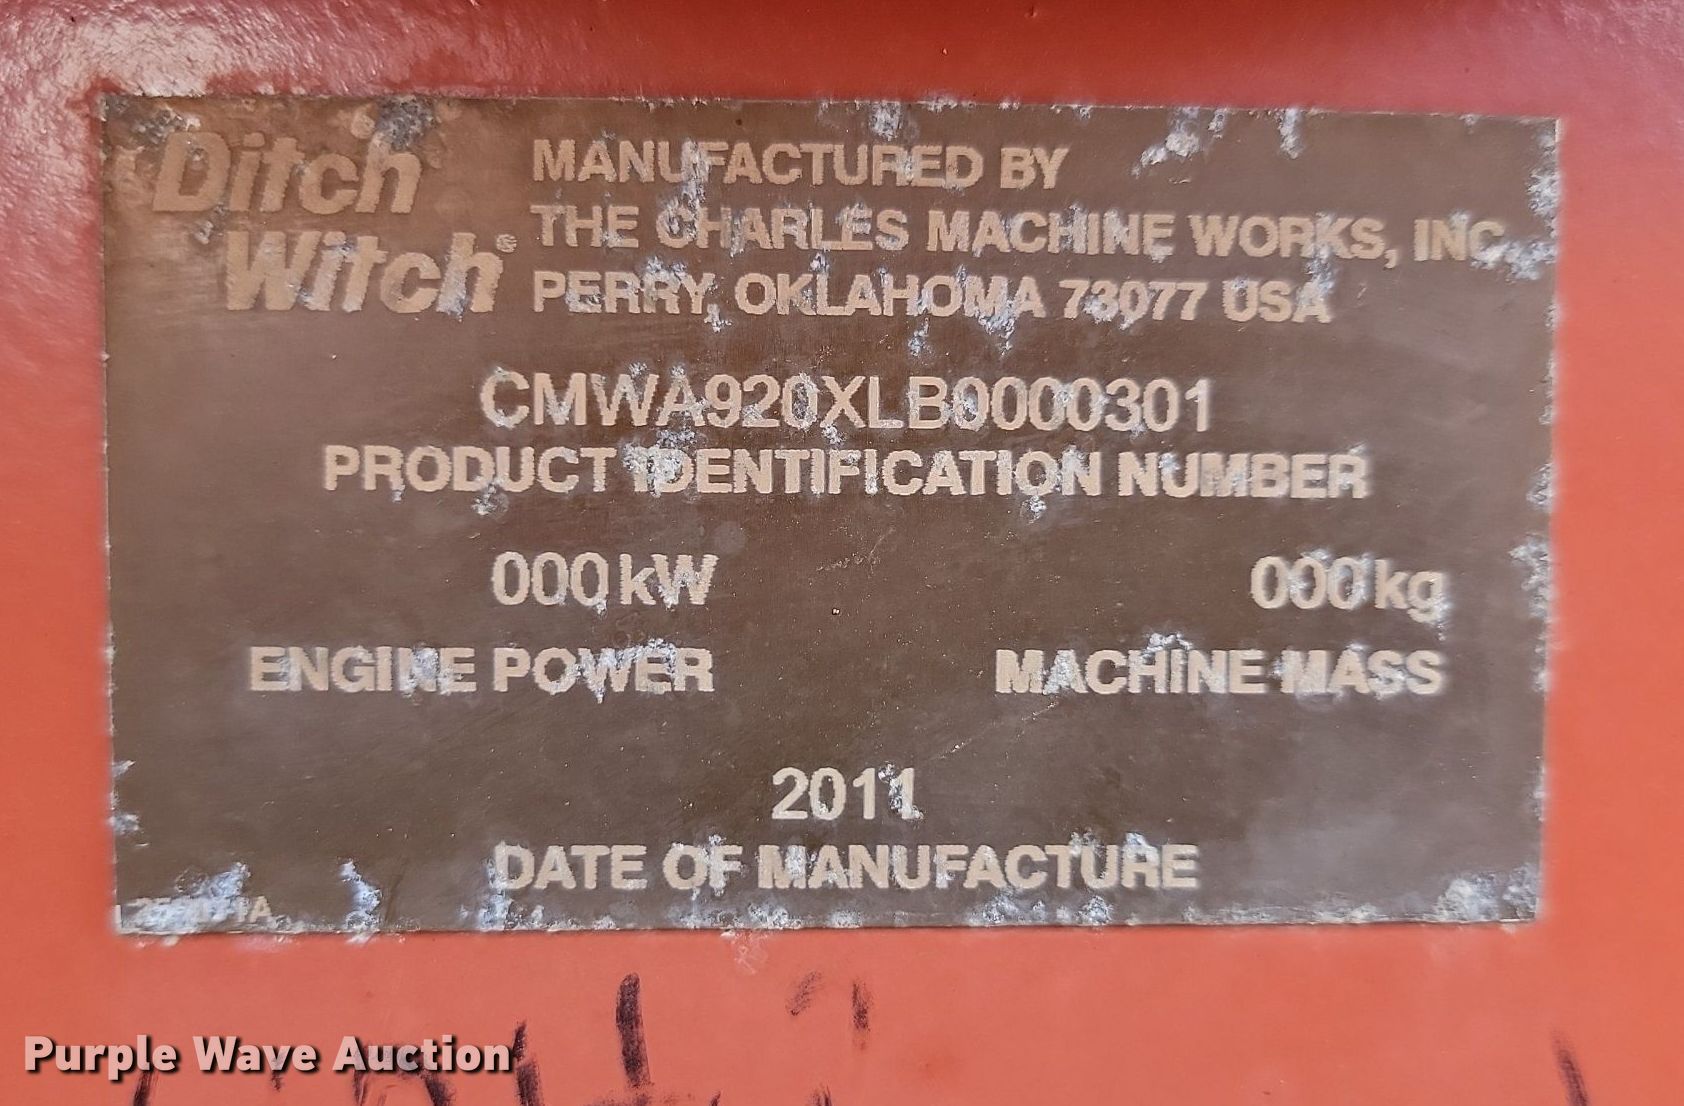 Ditch Witch®
MANUFACTURED BY
THE CHARLES MACHINE WORKS, INC.
PERRY, OKLAHOMA 73077 USA
CMWA920XLB0000301
PRODUCT IDENTIFICATION NUMBER
000 kW
000 kg
ENGINE POWER
MACHINE MASS
2011
DATE OF MANUFACTURE
Purple Wave Auction